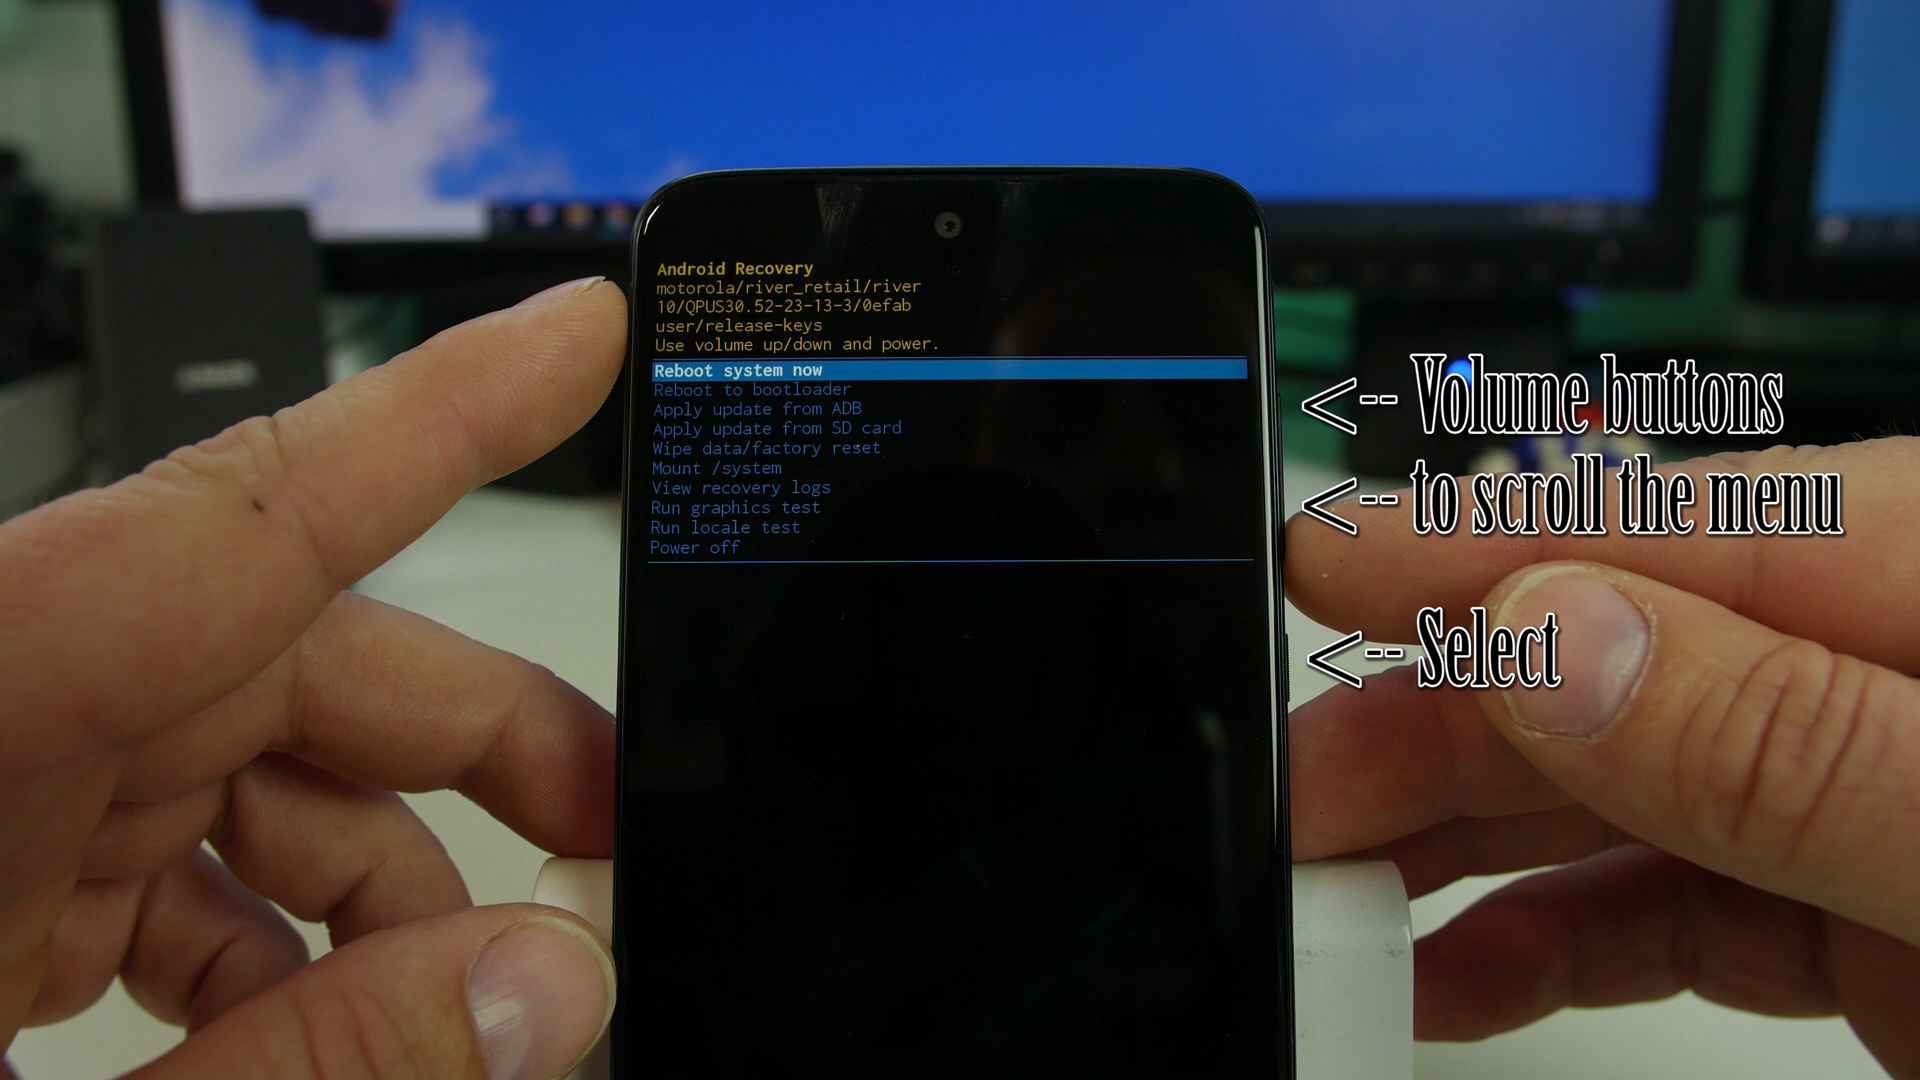 Android Recovery
motorola/river_retail/river
10/QPUS30.52-23-13-3/0efab
user/release-keys
Use volume up/down and power.
Reboot system now
Reboot to bootloader
Apply update from ADB
Apply update from SD card
Wipe data/factory reset
Mount /system
View recovery logs
Run graphics test
Run locale test
Power off
<-- Volume buttons
<-- to scroll the menu
<-- Select